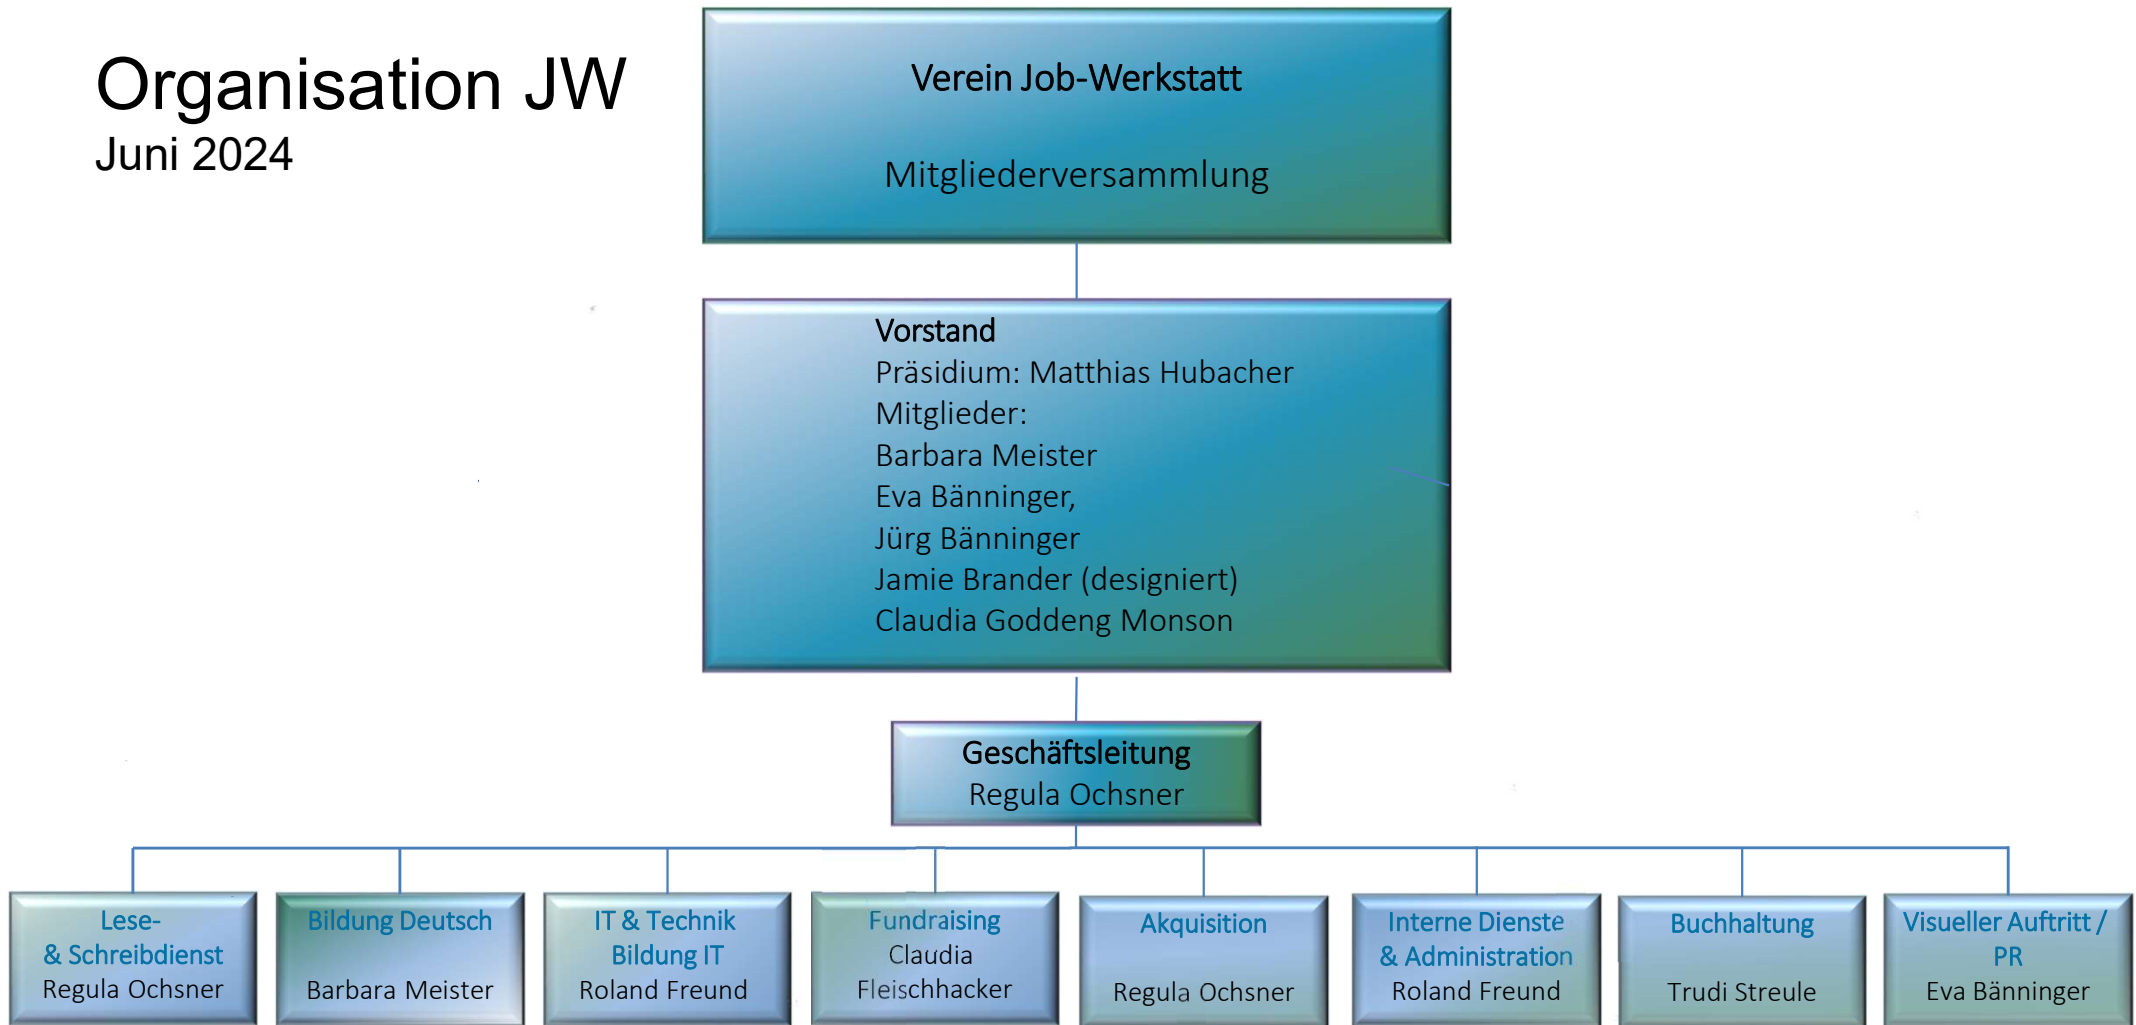 Organisation JW
Juni 2024
Verein Job-Werkstatt
Mitgliederversammlung
Vorstand
Präsidium: Matthias Hubacher
Mitglieder:
Barbara Meister
Eva Bänninger,
Jürg Bänninger
Jamie Brander (designiert)
Claudia Goddeng Monson
Geschäftsleitung
Regula Ochsner
Lese-
& Schreibdienst
Regula Ochsner
Bildung Deutsch
Barbara Meister
IT & Technik
Bildung IT
Roland Freund
Fundraising
Claudia
Fleischhacker
Akquisition
Regula Ochsner
Interne Dienste
& Administration
Roland Freund
Buchhaltung
Trudi Streule
Visueller Auftritt /
PR
Eva Bänninger